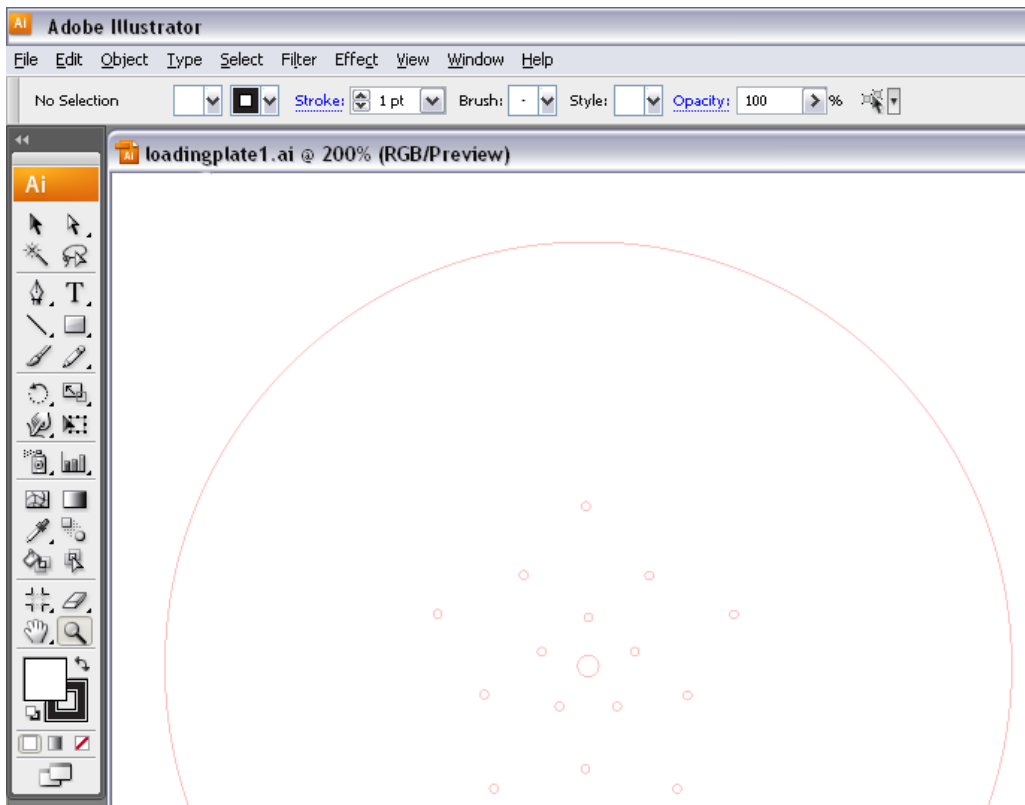 Ai Adobe Illustrator
File Edit Object Type Select Filter Effect View Window Help
No Selection Stroke: 1 pt Brush: Style: Opacity: 100 %
Ai loadingplate1.ai @ 200% (RGB/Preview)
Ai
T